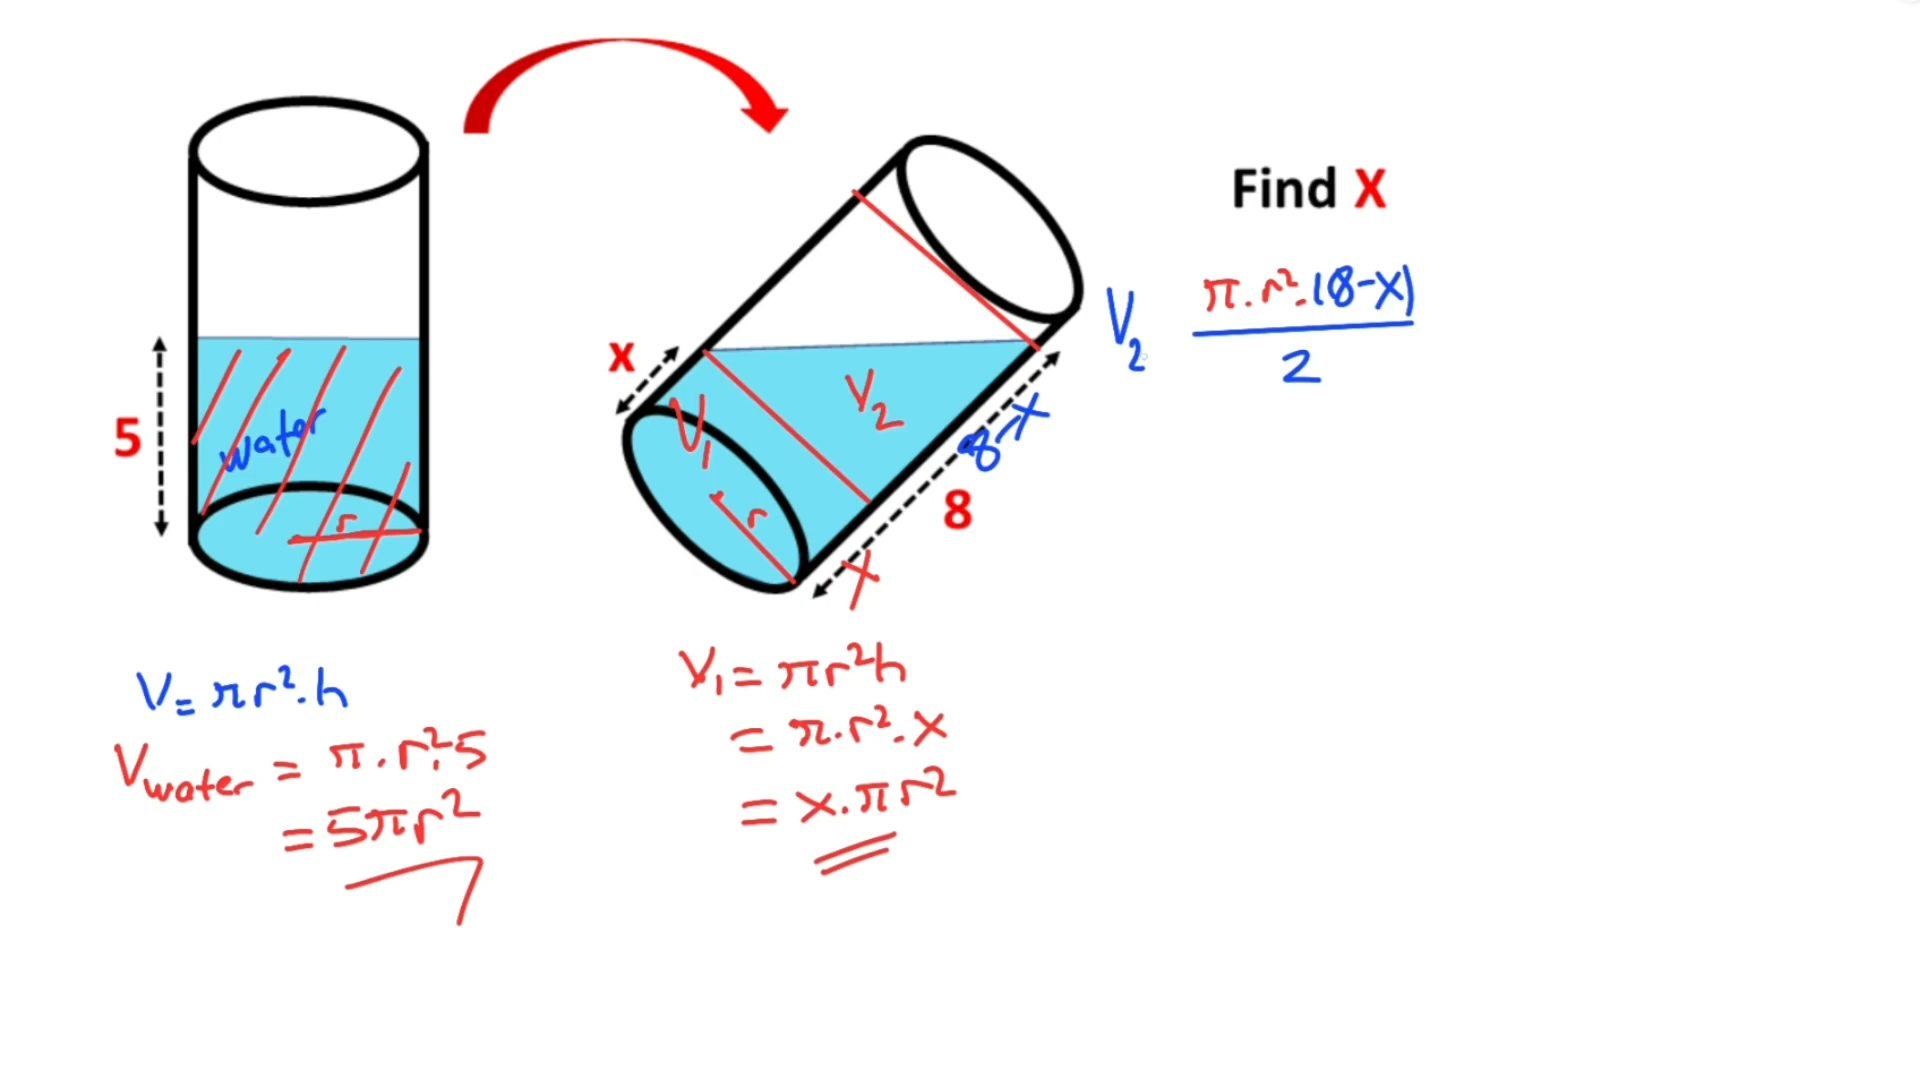 Find X
5
water
r
x
V₁
V₂
r
8-x
8
x
V₂ π.r².(8-x)
2
V = πr².h
V water = π.r².5
= 5πr²
V₁ = πr²h
= π.r².x
= x.πr²